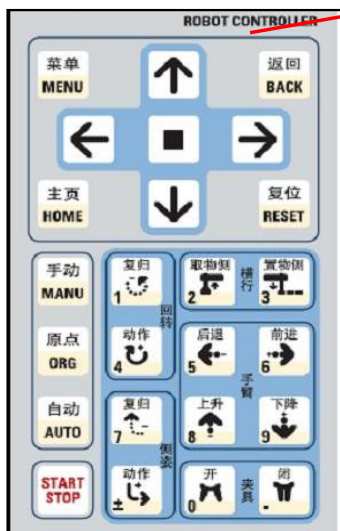 ROBOT CONTROLLER
菜单
MENU
返回
BACK
主页
HOME
复位
RESET
手动
MANU
原点
ORG
自动
AUTO
START
STOP
复归
1
回转
动作
4
取物侧
2
横行
置物侧
3
后退
5
前进
6
手臂
上升
8
下降
9
复归
7
侧姿
动作
±
开
0
夹具
闭
-